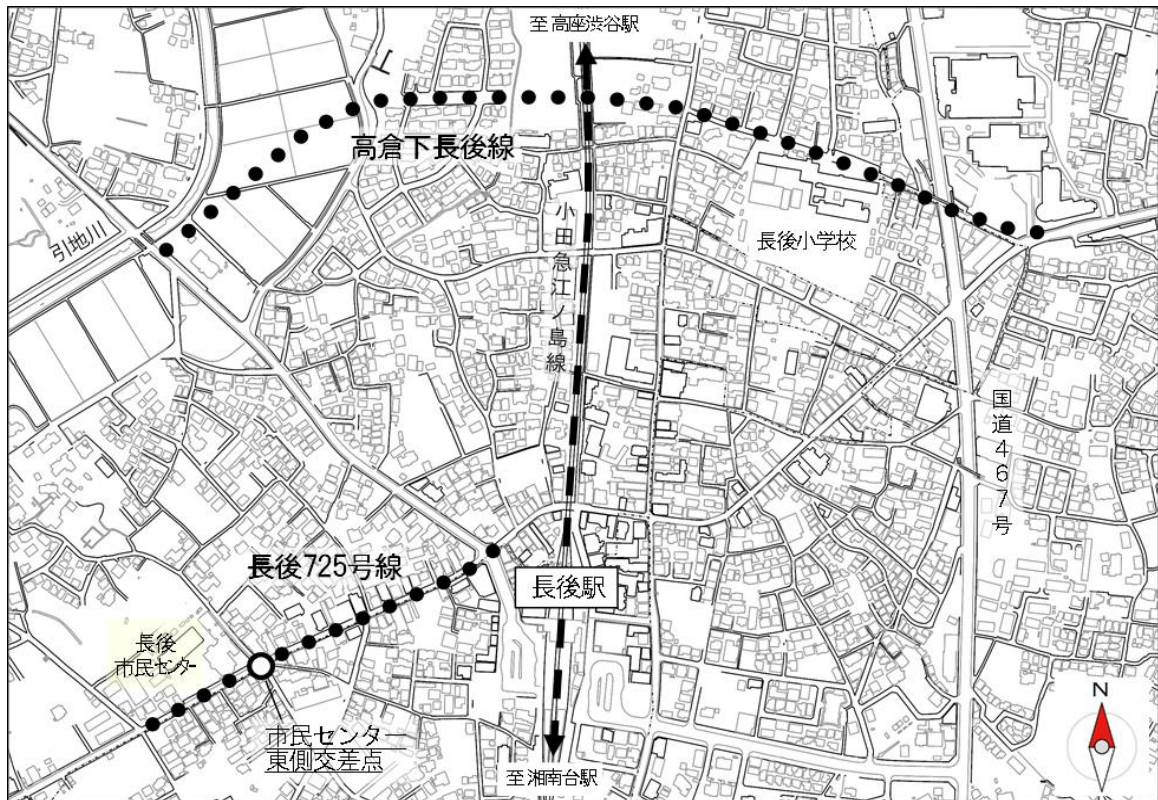 至高座渋谷駅
高倉下長後線
引地川
小田急江ノ島線
長後小学校
国道467号
長後725号線
長後駅
長後
市民センター
市民センター
東側交差点
至湘南台駅
N